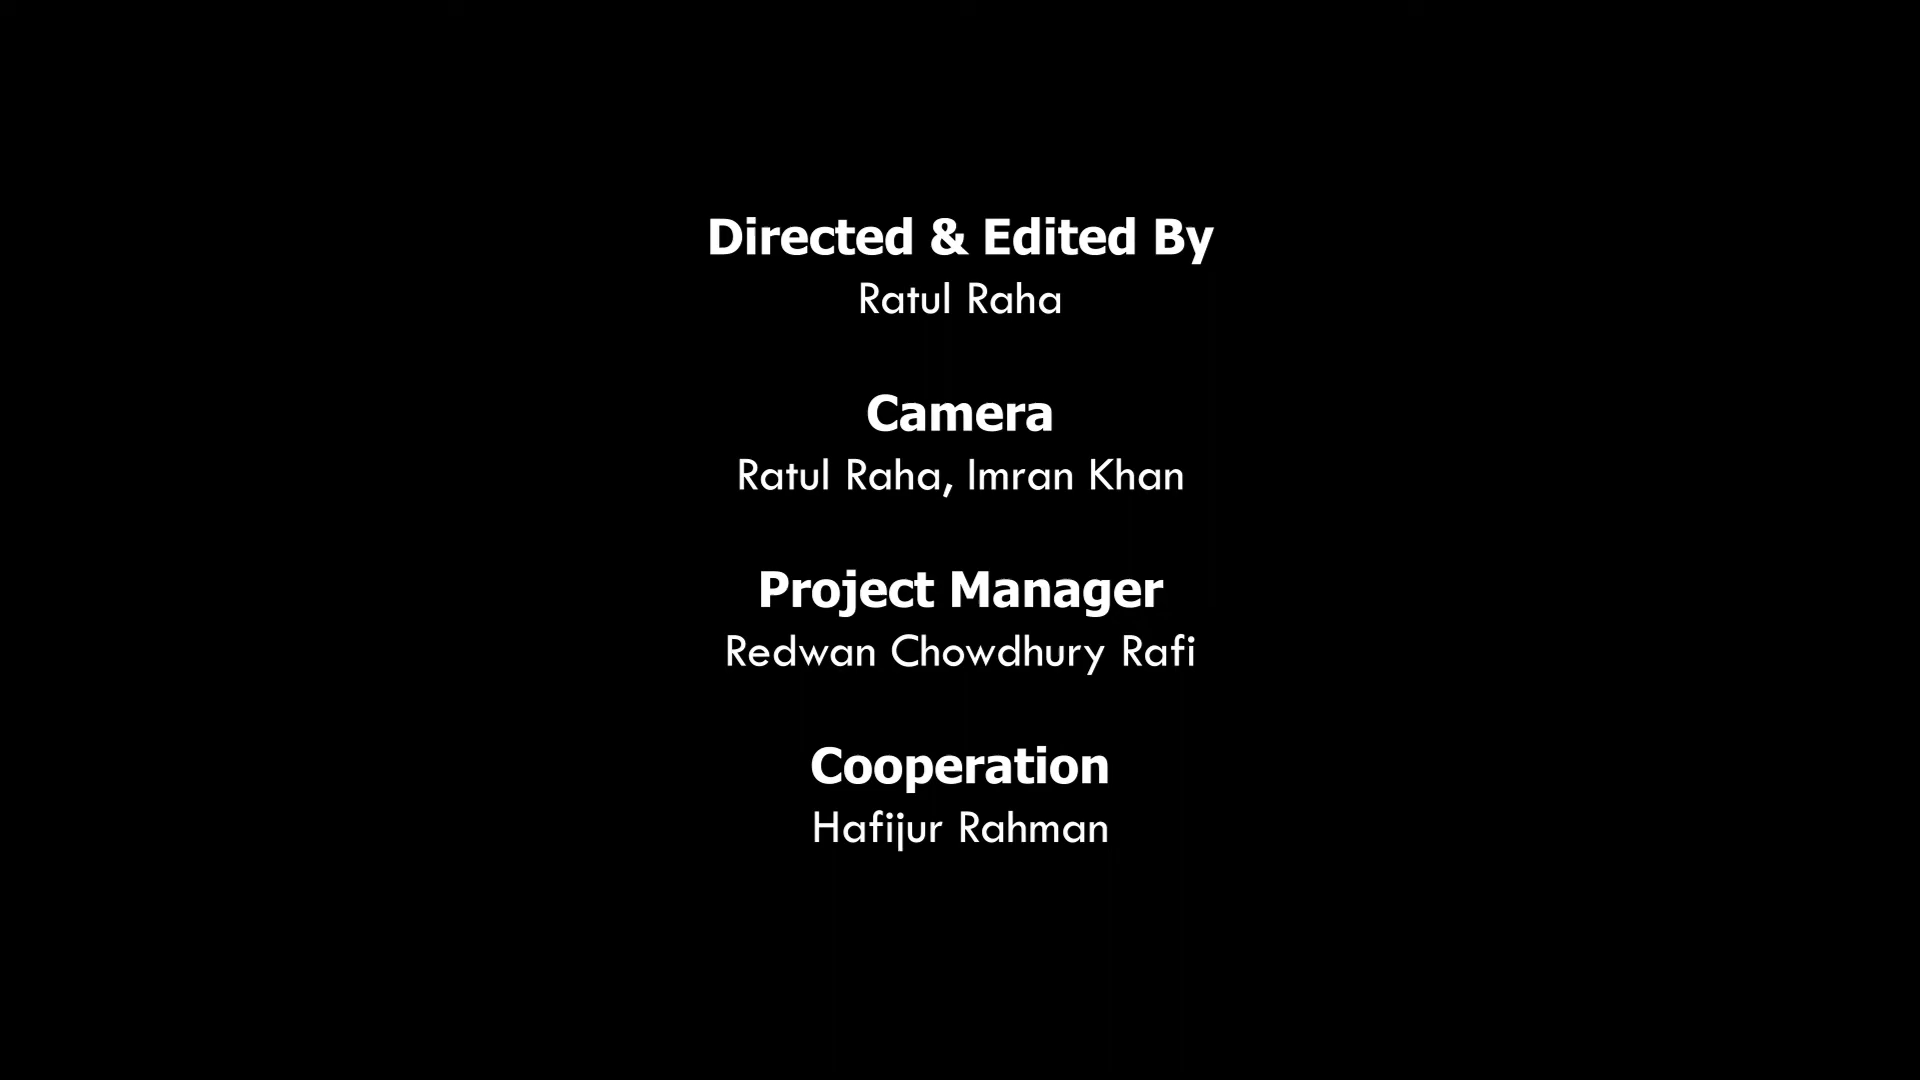 Directed & Edited By
Ratul Raha
Camera
Ratul Raha, Imran Khan
Project Manager
Redwan Chowdhury Rafi
Cooperation
Hafijur Rahman